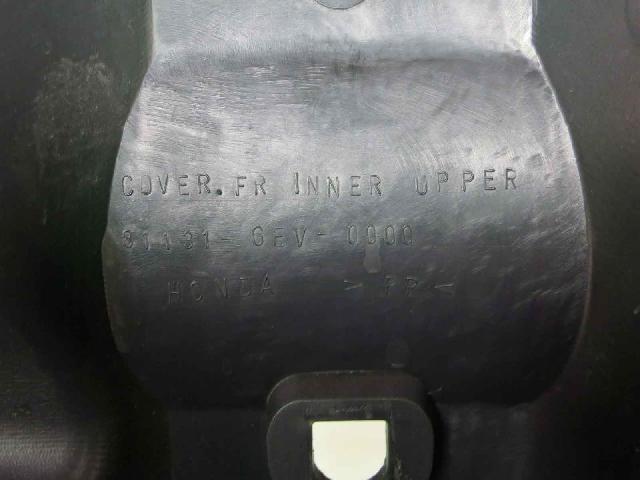 COVER.FR INNER UPPER
81131-GEV-0000
HONDA >PP<